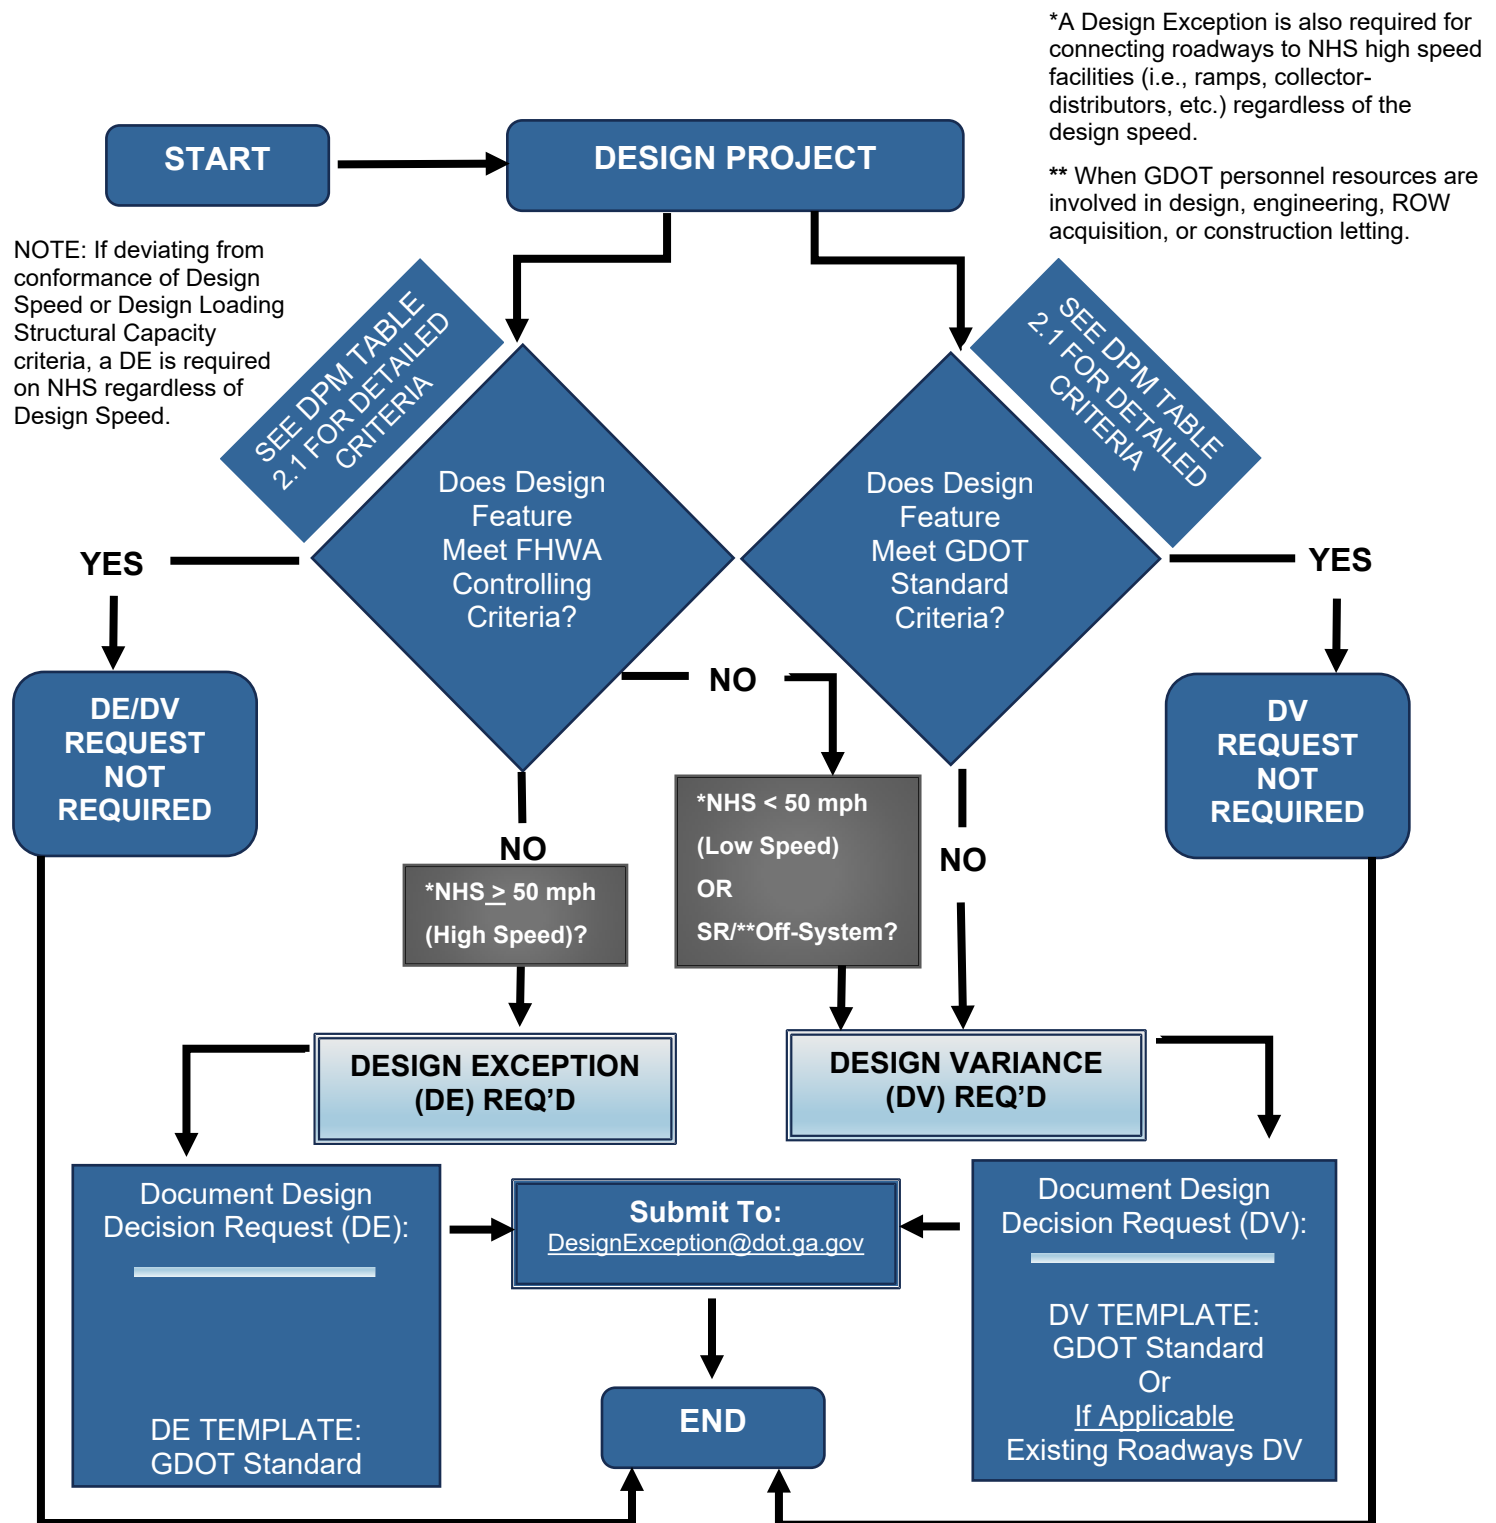 *A Design Exception is also required for
connecting roadways to NHS high speed
facilities (i.e., ramps, collector-
distributors, etc.) regardless of the
design speed.
** When GDOT personnel resources are
involved in design, engineering, ROW
acquisition, or construction letting.
START
DESIGN PROJECT
NOTE: If deviating from
conformance of Design
Speed or Design Loading
Structural Capacity
criteria, a DE is required
on NHS regardless of
Design Speed.
SEE DPM TABLE
2.1 FOR DETAILED
CRITERIA
SEE DPM TABLE
2.1 FOR DETAILED
CRITERIA
Does Design
Feature
Meet FHWA
Controlling
Criteria?
Does Design
Feature
Meet GDOT
Standard
Criteria?
YES
YES
NO
DE/DV
REQUEST
NOT
REQUIRED
DV
REQUEST
NOT
REQUIRED
NO
*NHS > 50 mph
(High Speed)?
*NHS < 50 mph
(Low Speed)
OR
SR/**Off-System?
NO
DESIGN EXCEPTION
(DE) REQ’D
DESIGN VARIANCE
(DV) REQ’D
Document Design
Decision Request (DE):
DE TEMPLATE:
GDOT Standard
Submit To:
DesignException@dot.ga.gov
Document Design
Decision Request (DV):
DV TEMPLATE:
GDOT Standard
Or
If Applicable
Existing Roadways DV
END